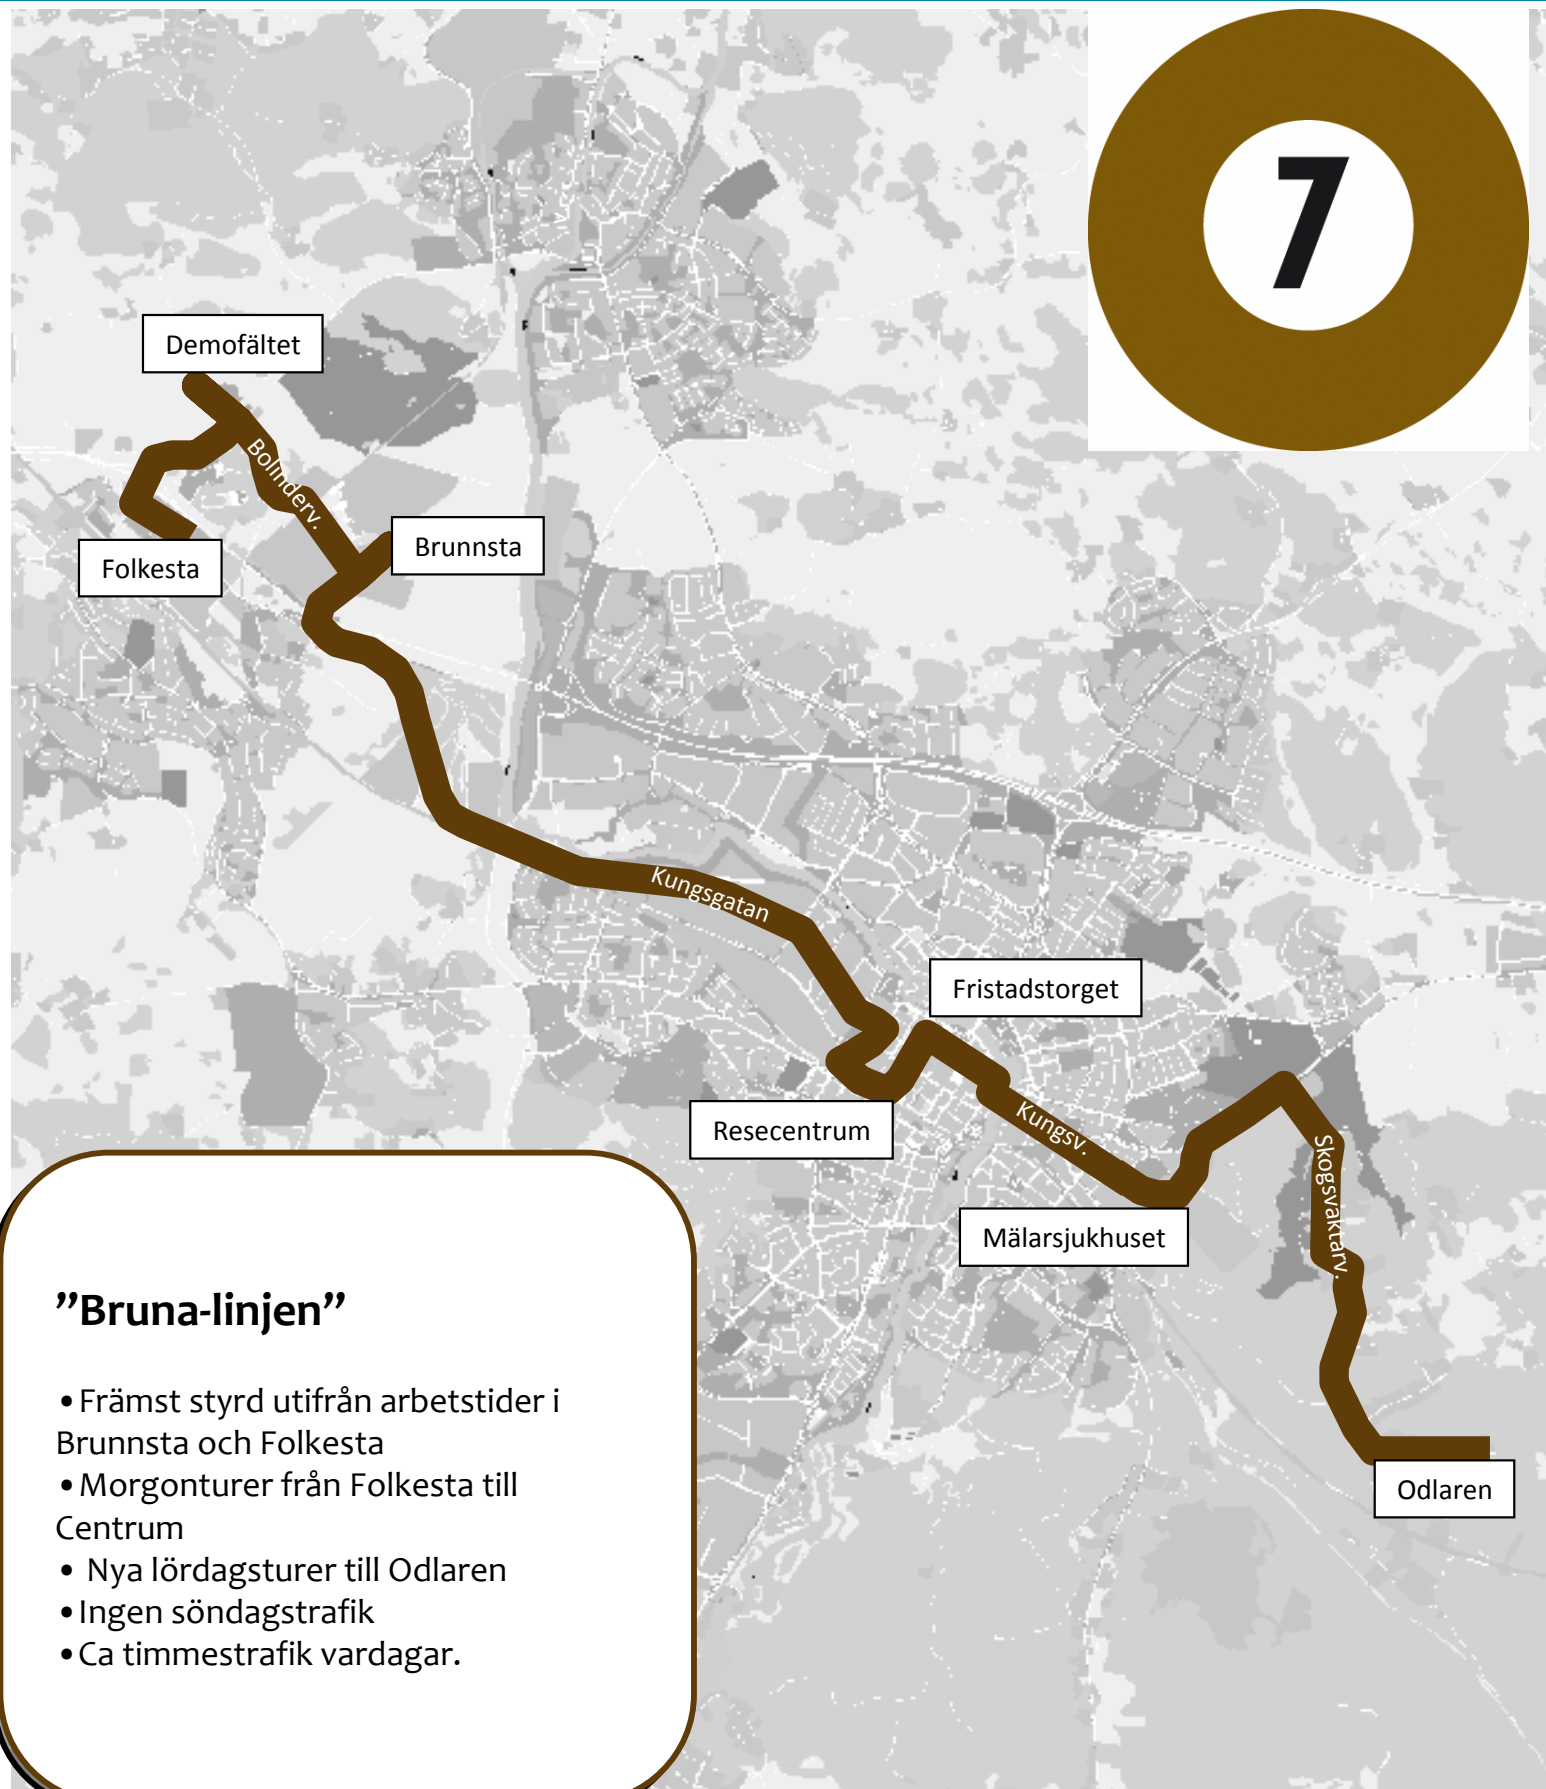 7
Demofältet
Bolinderv.
Brunnsta
Folkesta
Kungsgatan
Fristadstorget
Resecentrum
Kungsv.
Skogsvaktarv.
Mälarsjukhuset
Odlaren
”Bruna-linjen”
•Främst styrd utifrån arbetstider i
Brunnsta och Folkesta
•Morgonturer från Folkesta till
Centrum
• Nya lördagsturer till Odlaren
•Ingen söndagstrafik
•Ca timmestrafik vardagar.